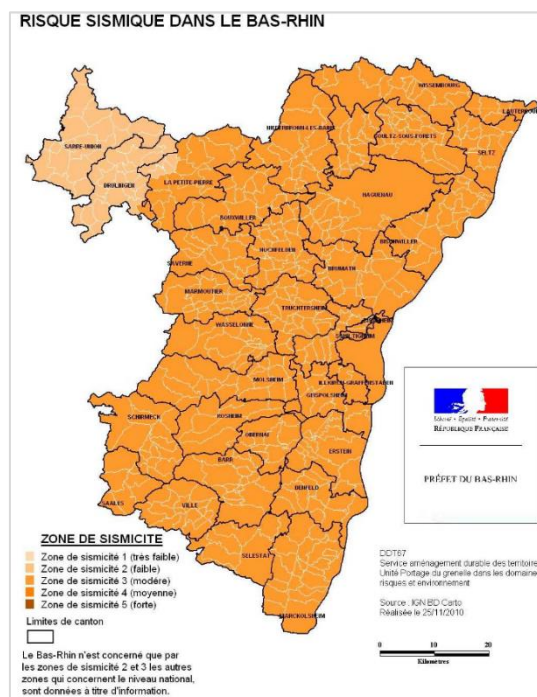 RISQUE SISMIQUE DANS LE BAS-RHIN
WISSEMBOURG
LAUTERBOURG
NIEDERBRONN-LES-BAINS
SOULTZ-SOUS-FORETS
SELTZ
SARRE-UNION
DRULINGEN
LA PETITE-PIERRE
HAGUENAU
BOUXWILLER
BISCHWILLER
HOCHFELDEN
SAVERNE
BRUMATH
MARMOUTIER
TRUCHTERSHEIM
WASSELONNE
MOLSHEIM
ILLKIRCH-GRAFFENSTADEN
GEISPOLSHEIM
SCHIRMECK
ROSHEIM
OBERNAI
ERSTEIN
BARR
BENFELD
SAALES
VILLE
SELESTAT
MARCKOLSHEIM
Liberté • Égalité • Fraternité
RÉPUBLIQUE FRANÇAISE
PRÉFET DU BAS-RHIN
ZONE DE SISMICITE
Zone de sismicité 1 (très faible)
Zone de sismicité 2 (faible)
Zone de sismicité 3 (modéré)
Zone de sismicité 4 (moyenne)
Zone de sismicité 5 (forte)
Limites de canton
Le Bas-Rhin n'est concerné que par
les zones de sismicité 2 et 3 les autres
zones qui concernent le niveau national,
sont données à titre d'information.
DDT67
Service aménagement durable des territoires
Unité Portage du grenelle dans les domaines
risques et environnement
Source : IGN BD Carto
Réalisée le 25/11/2010
0 10 20
Kilomètres